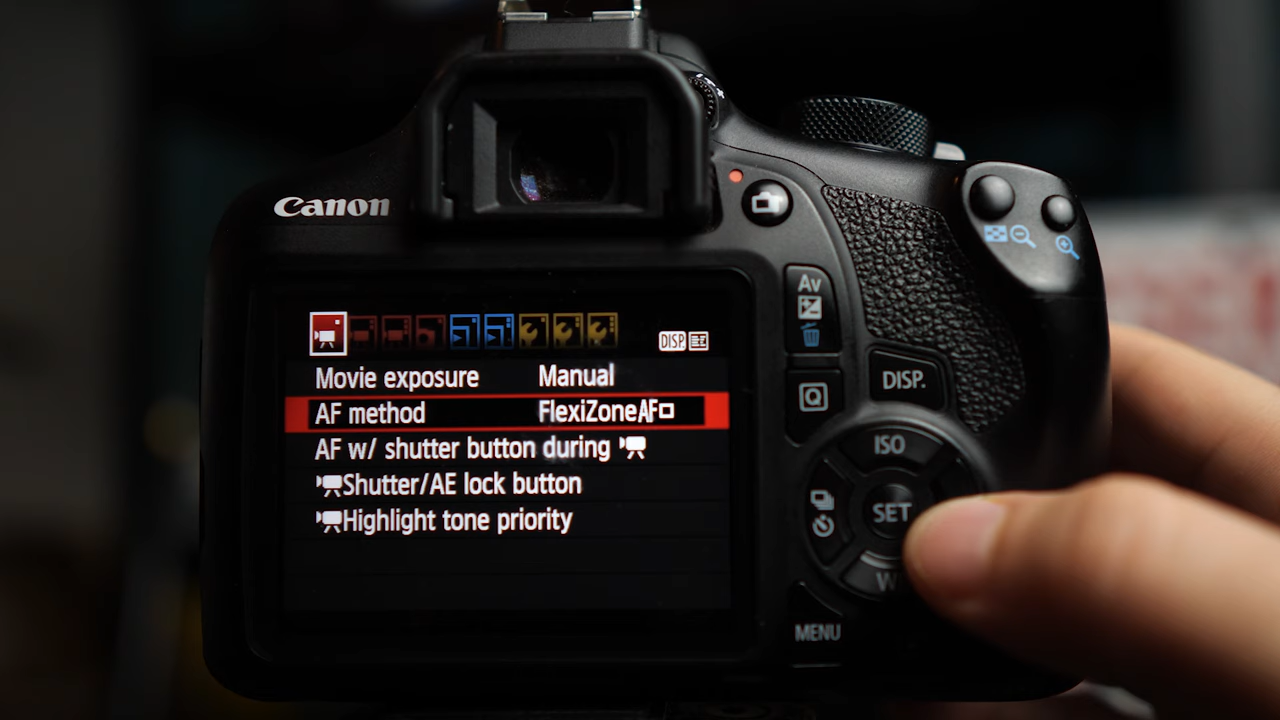 Canon
DISP.
Movie exposure Manual
AF method FlexiZoneAF
AF w/ shutter button during
Shutter/AE lock button
Highlight tone priority
Av
Q
DISP.
ISO
SET
W
MENU